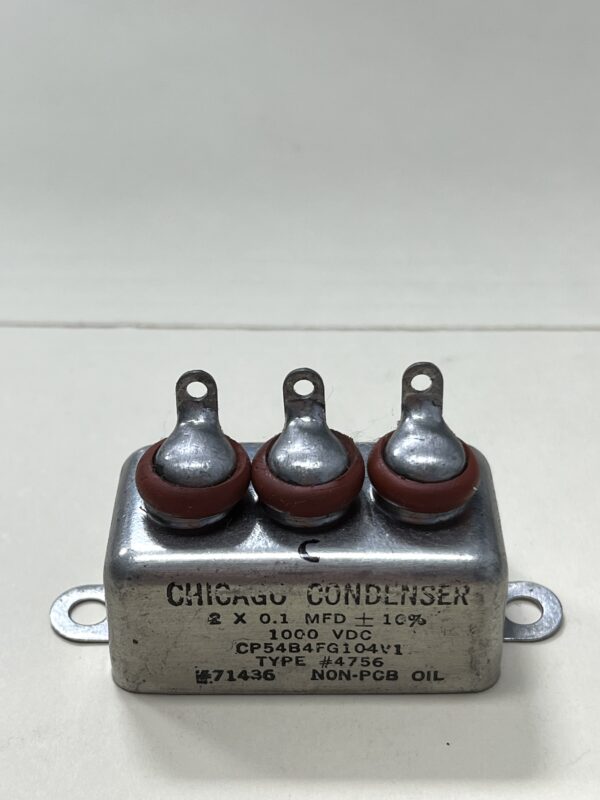 C
CHICAGO CONDENSER
2 X 0.1 MFD ± 10%
1000 VDC
CP54B4FG104V1
TYPE #4756
#71436 NON-PCB OIL